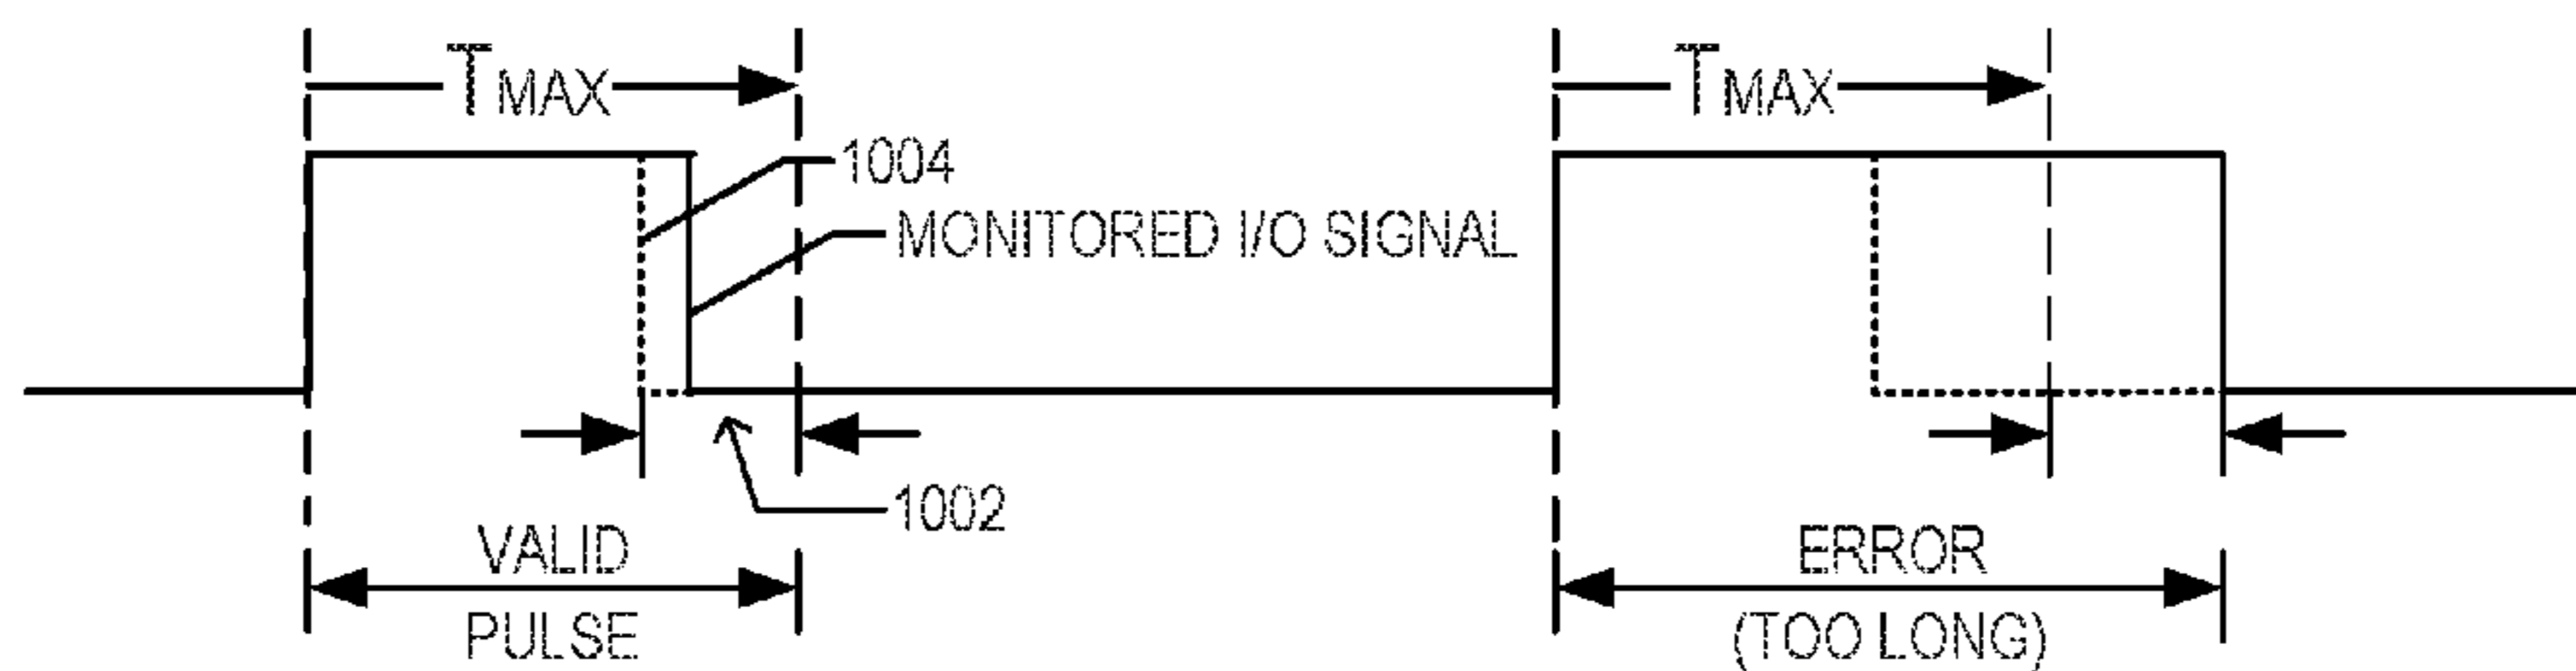 TMAX
TMAX
1004
MONITORED I/O SIGNAL
1002
VALID
PULSE
ERROR
(TOO LONG)